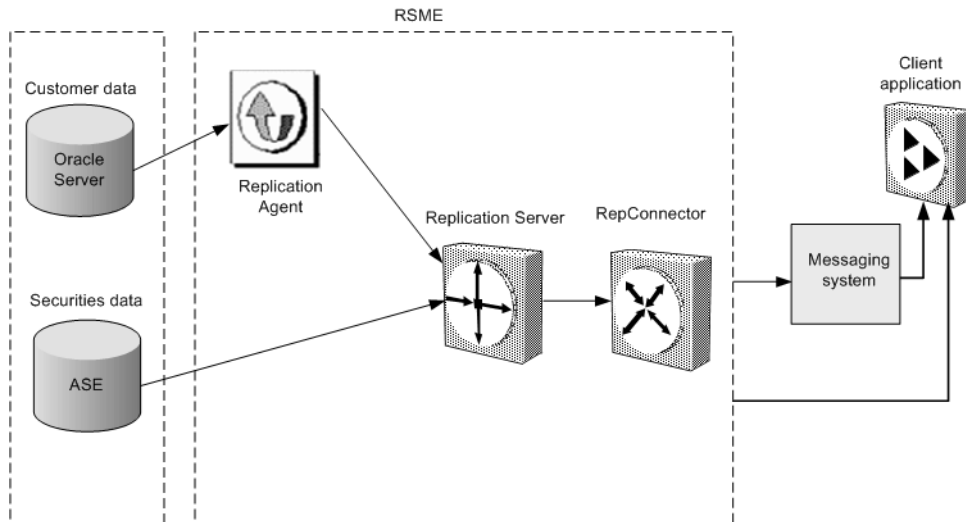 RSME
Customer data
Oracle
Server
Replication
Agent
Client
application
Replication Server
RepConnector
Messaging
system
Securities data
ASE